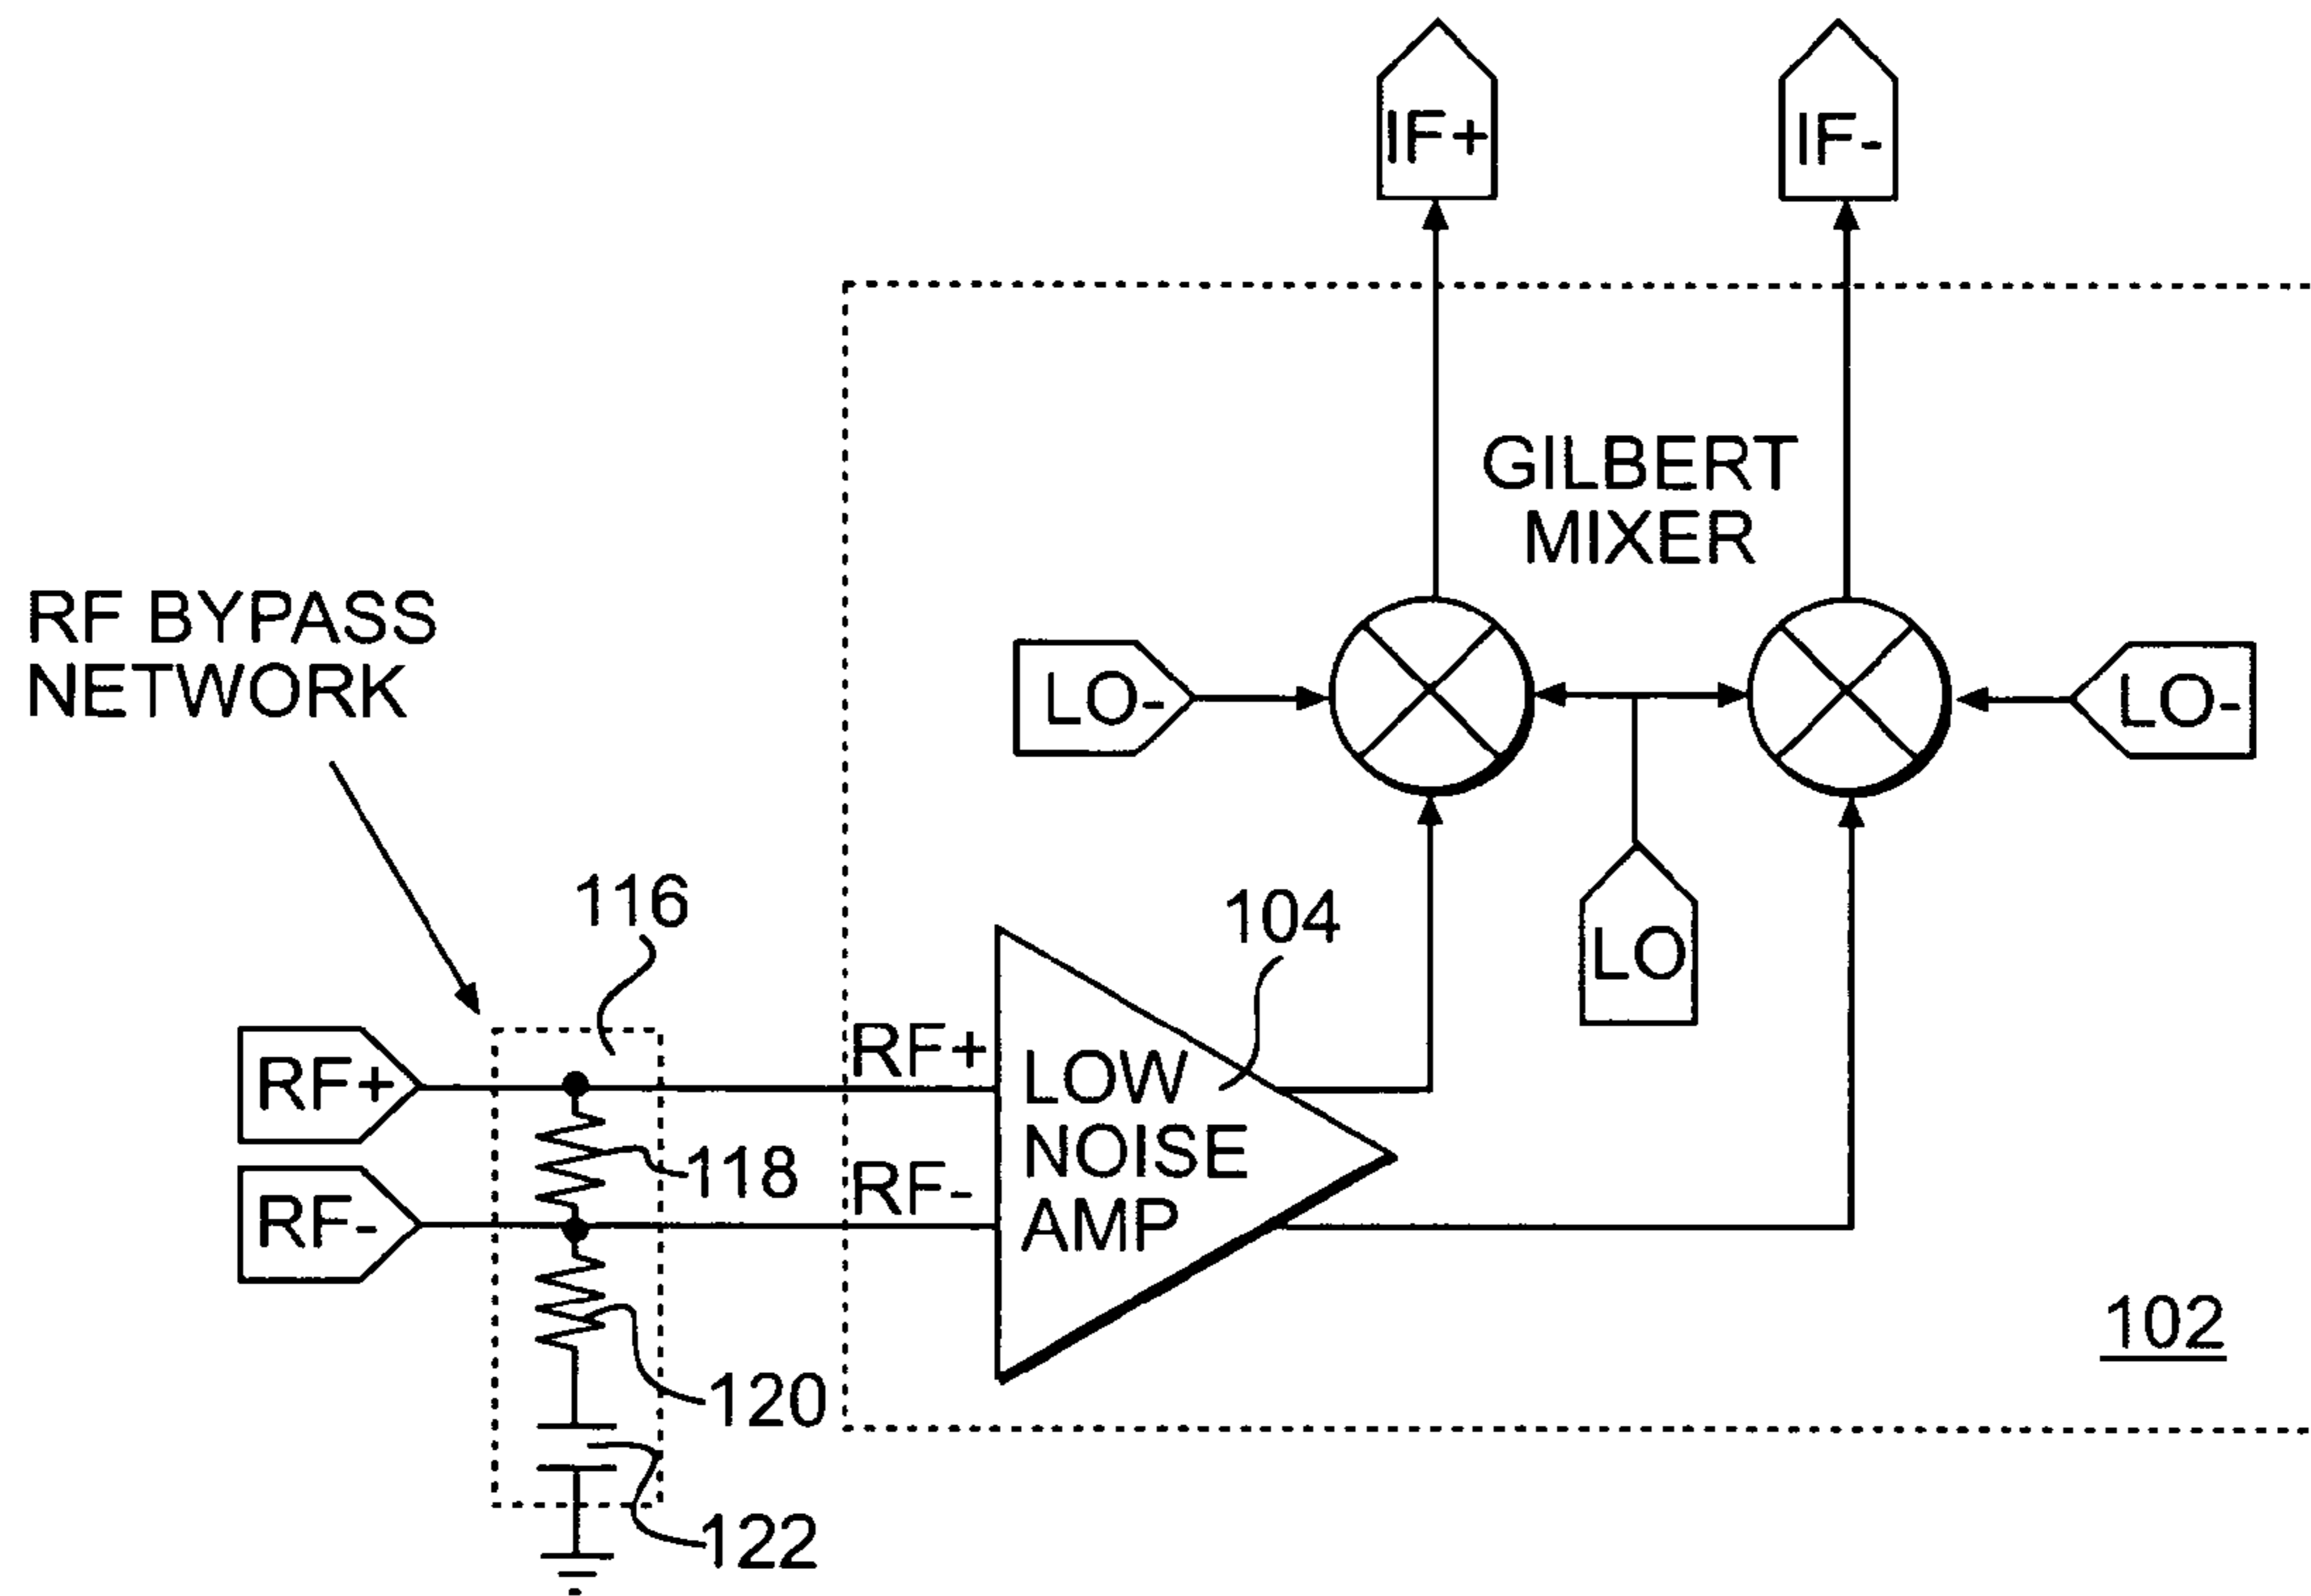 IF+
IF-
GILBERT
MIXER
RF BYPASS
NETWORK
LO-
LO-
LO
116
104
RF+
RF+
LOW
NOISE
AMP
118
RF-
RF-
120
122
102